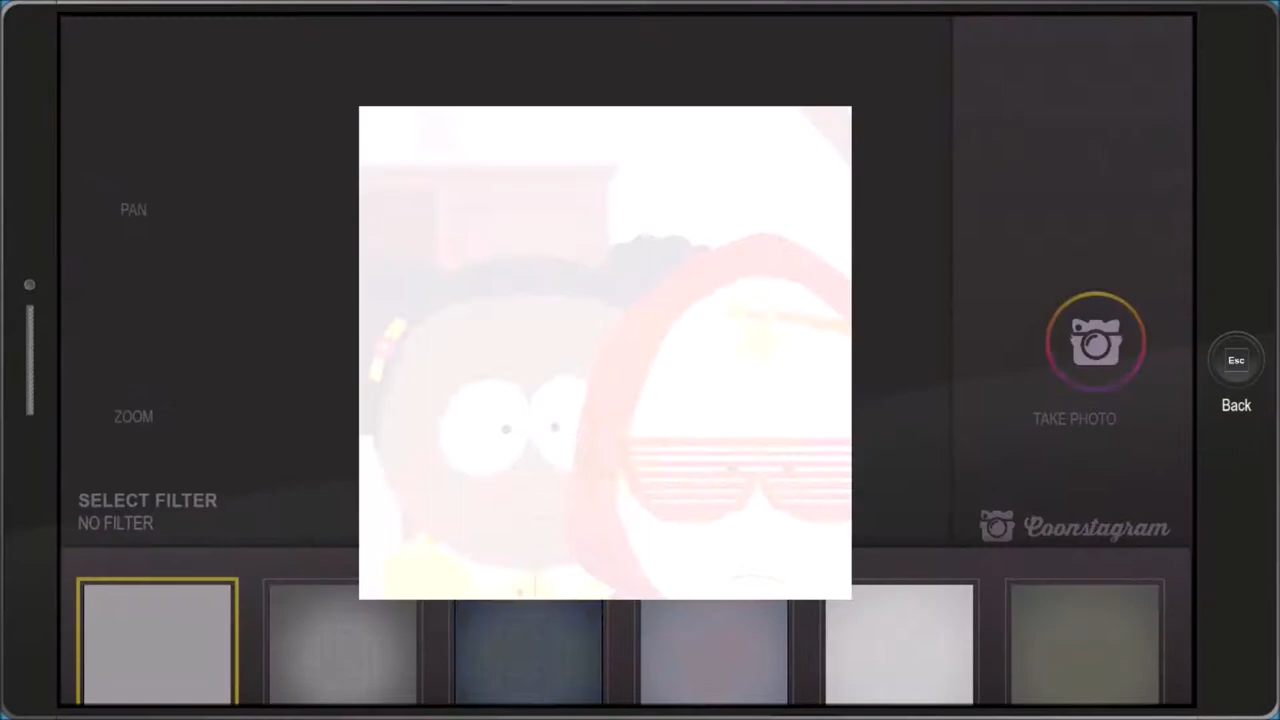 PAN
ZOOM
SELECT FILTER
NO FILTER
TAKE PHOTO
Coonstagram
Esc
Back